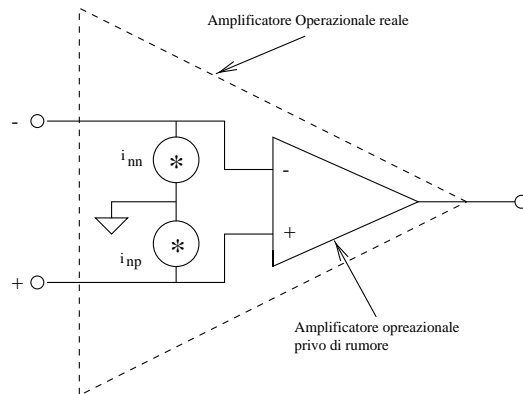 Amplificatore Operazionale reale
-
i nn
*
-
i np
*
+
+
Amplificatore opreazionale
privo di rumore